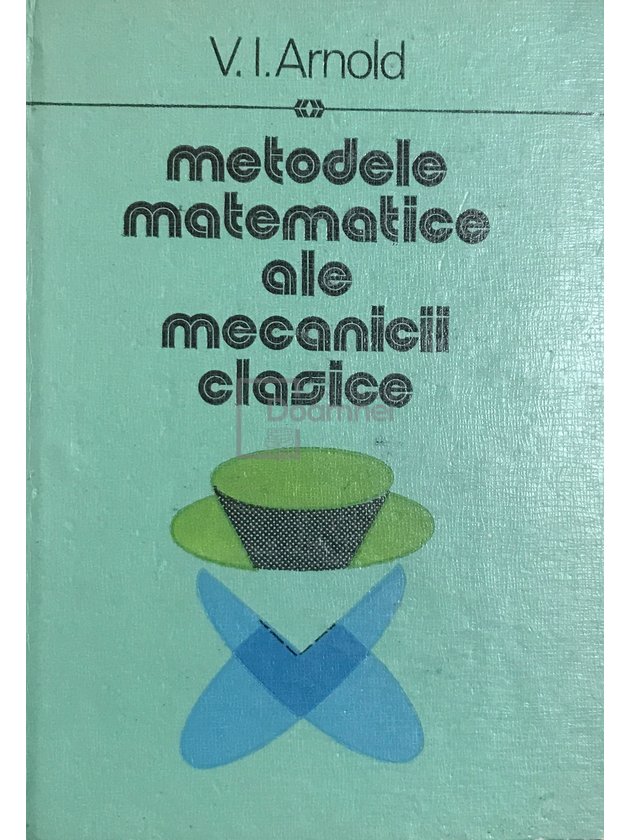 V. I. Arnold
metodele
matematice
ale
mecanicii
clasice